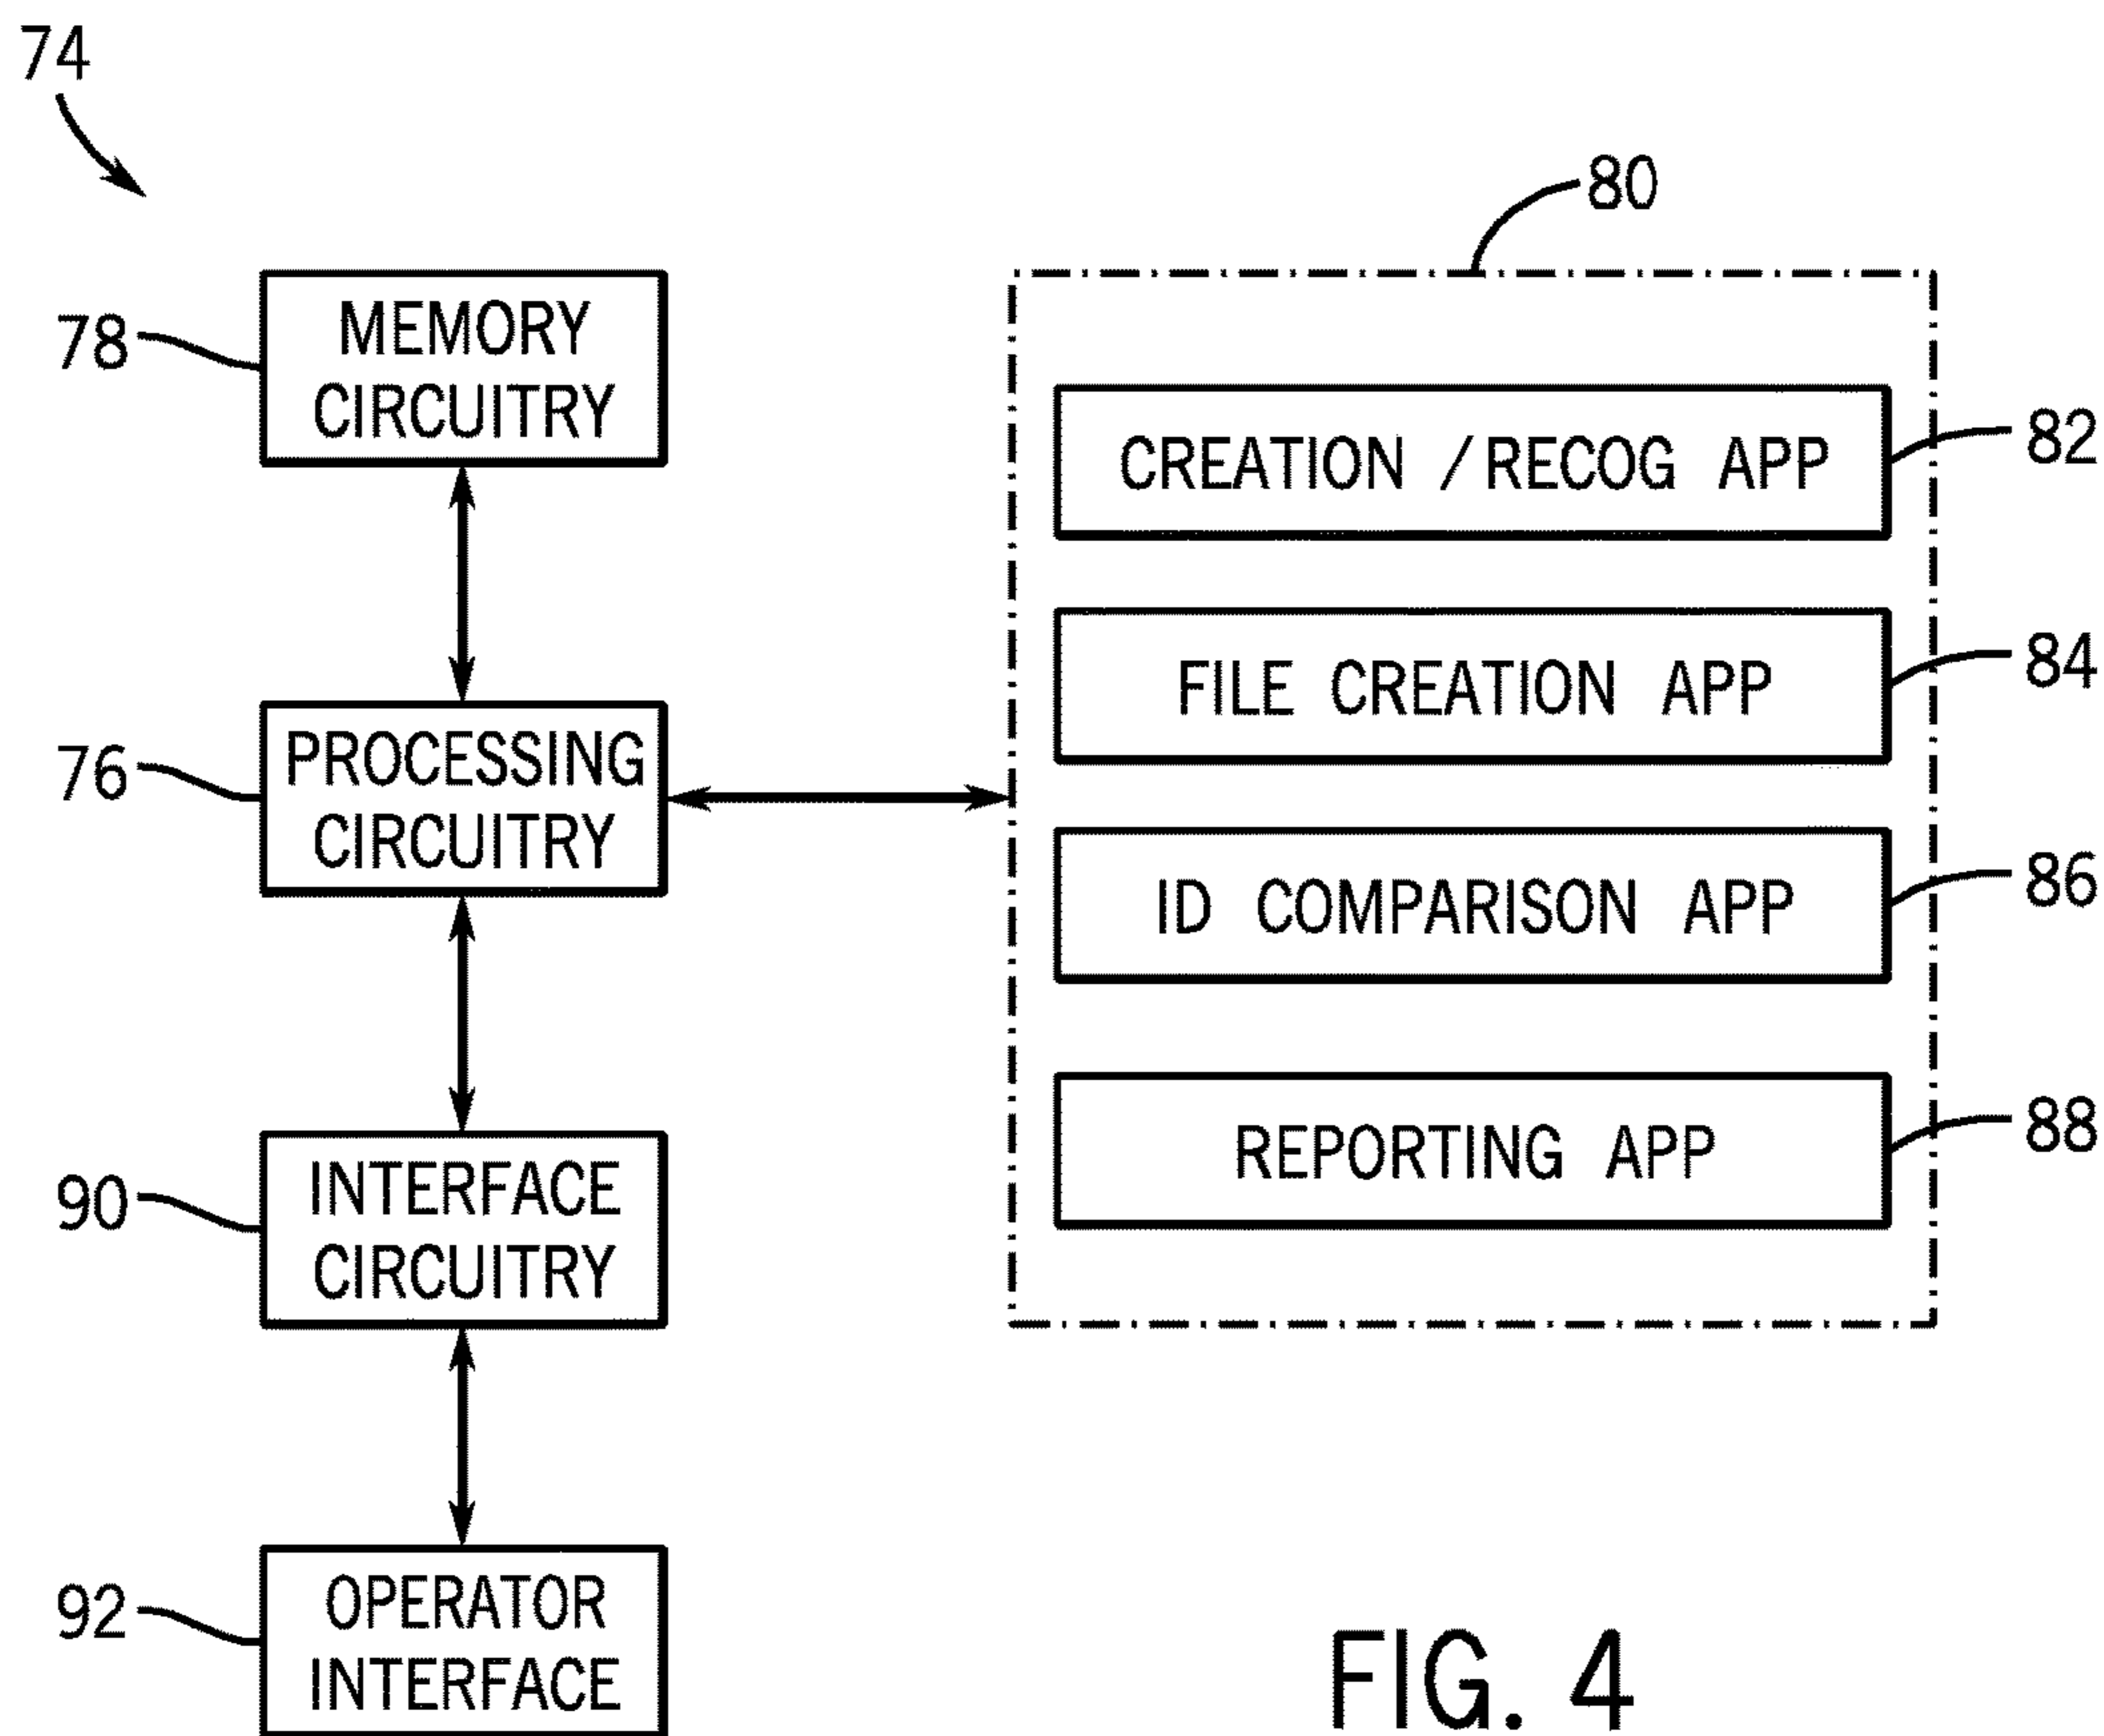 74
80
78
MEMORY
CIRCUITRY
CREATION / RECOG APP
82
FILE CREATION APP
84
76
PROCESSING
CIRCUITRY
ID COMPARISON APP
86
REPORTING APP
88
90
INTERFACE
CIRCUITRY
92
OPERATOR
INTERFACE
FIG. 4